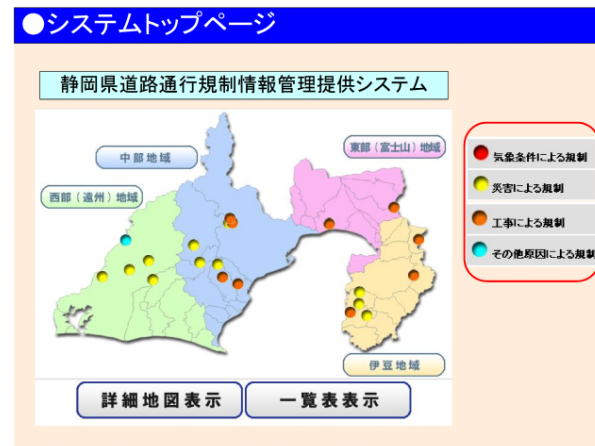 ●システムトップページ
静岡県道路通行規制情報管理提供システム
中部地域
東部（富士山）地域
西部（遠州）地域
伊豆地域
気象条件による規制
災害による規制
工事による規制
その他原因による規制
詳細地図表示
一覧表表示